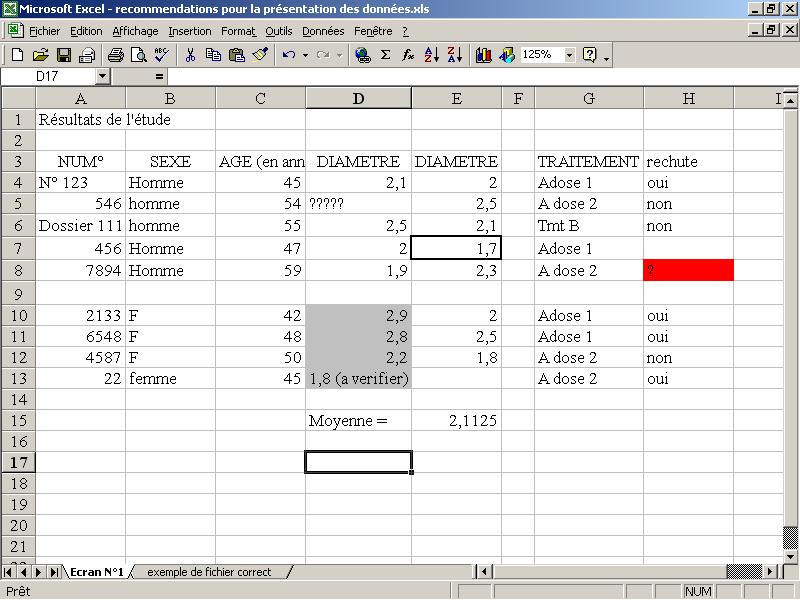 Microsoft Excel - recommendations pour la présentation des données.xls
Fichier Edition Affichage Insertion Format Outils Données Fenêtre ?
125%
D17 =
A B C D E F G H I
1 Résultats de l'étude
2
3 NUM° SEXE AGE (en ann DIAMETRE DIAMETRE TRAITEMENT rechute
4 N° 123 Homme 45 2,1 2 Adose 1 oui
5 546 homme 54 ????? 2,5 A dose 2 non
6 Dossier 111 homme 55 2,5 2,1 Tmt B non
7 456 Homme 47 2 1,7 Adose 1
8 7894 Homme 59 1,9 2,3 A dose 2 ?
9
10 2133 F 42 2,9 2 Adose 1 oui
11 6548 F 48 2,8 2,5 Adose 1 oui
12 4587 F 50 2,2 1,8 A dose 2 non
13 22 femme 45 1,8 (a verifier) A dose 2 oui
14
15 Moyenne = 2,1125
16
17
18
19
20
21
Ecran N°1 exemple de fichier correct
Prêt NUM